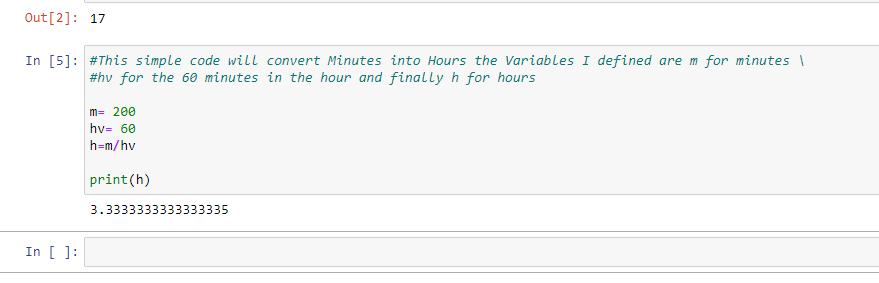 Out[2]: 17
In [5]: #This simple code will convert Minutes into Hours the Variables I defined are m for minutes \
#hv for the 60 minutes in the hour and finally h for hours
m= 200
hv= 60
h=m/hv
print(h)
3.3333333333333335
In [ ]: